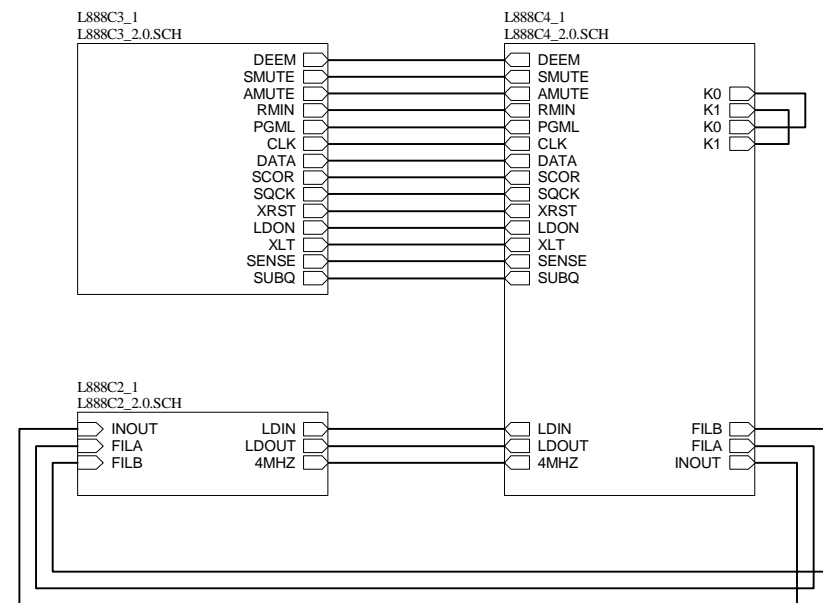 L888C3_1
L888C3_2.0.SCH
DEEM
SMUTE
AMUTE
RMIN
PGML
CLK
DATA
SCOR
SQCK
XRST
LDON
XLT
SENSE
SUBQ
L888C4_1
L888C4_2.0.SCH
DEEM
SMUTE
AMUTE
RMIN
PGML
CLK
DATA
SCOR
SQCK
XRST
LDON
XLT
SENSE
SUBQ
K0
K1
K0
K1
L888C2_1
L888C2_2.0.SCH
INOUT
FILA
FILB
LDIN
LDOUT
4MHZ
LDIN
LDOUT
4MHZ
FILB
FILA
INOUT